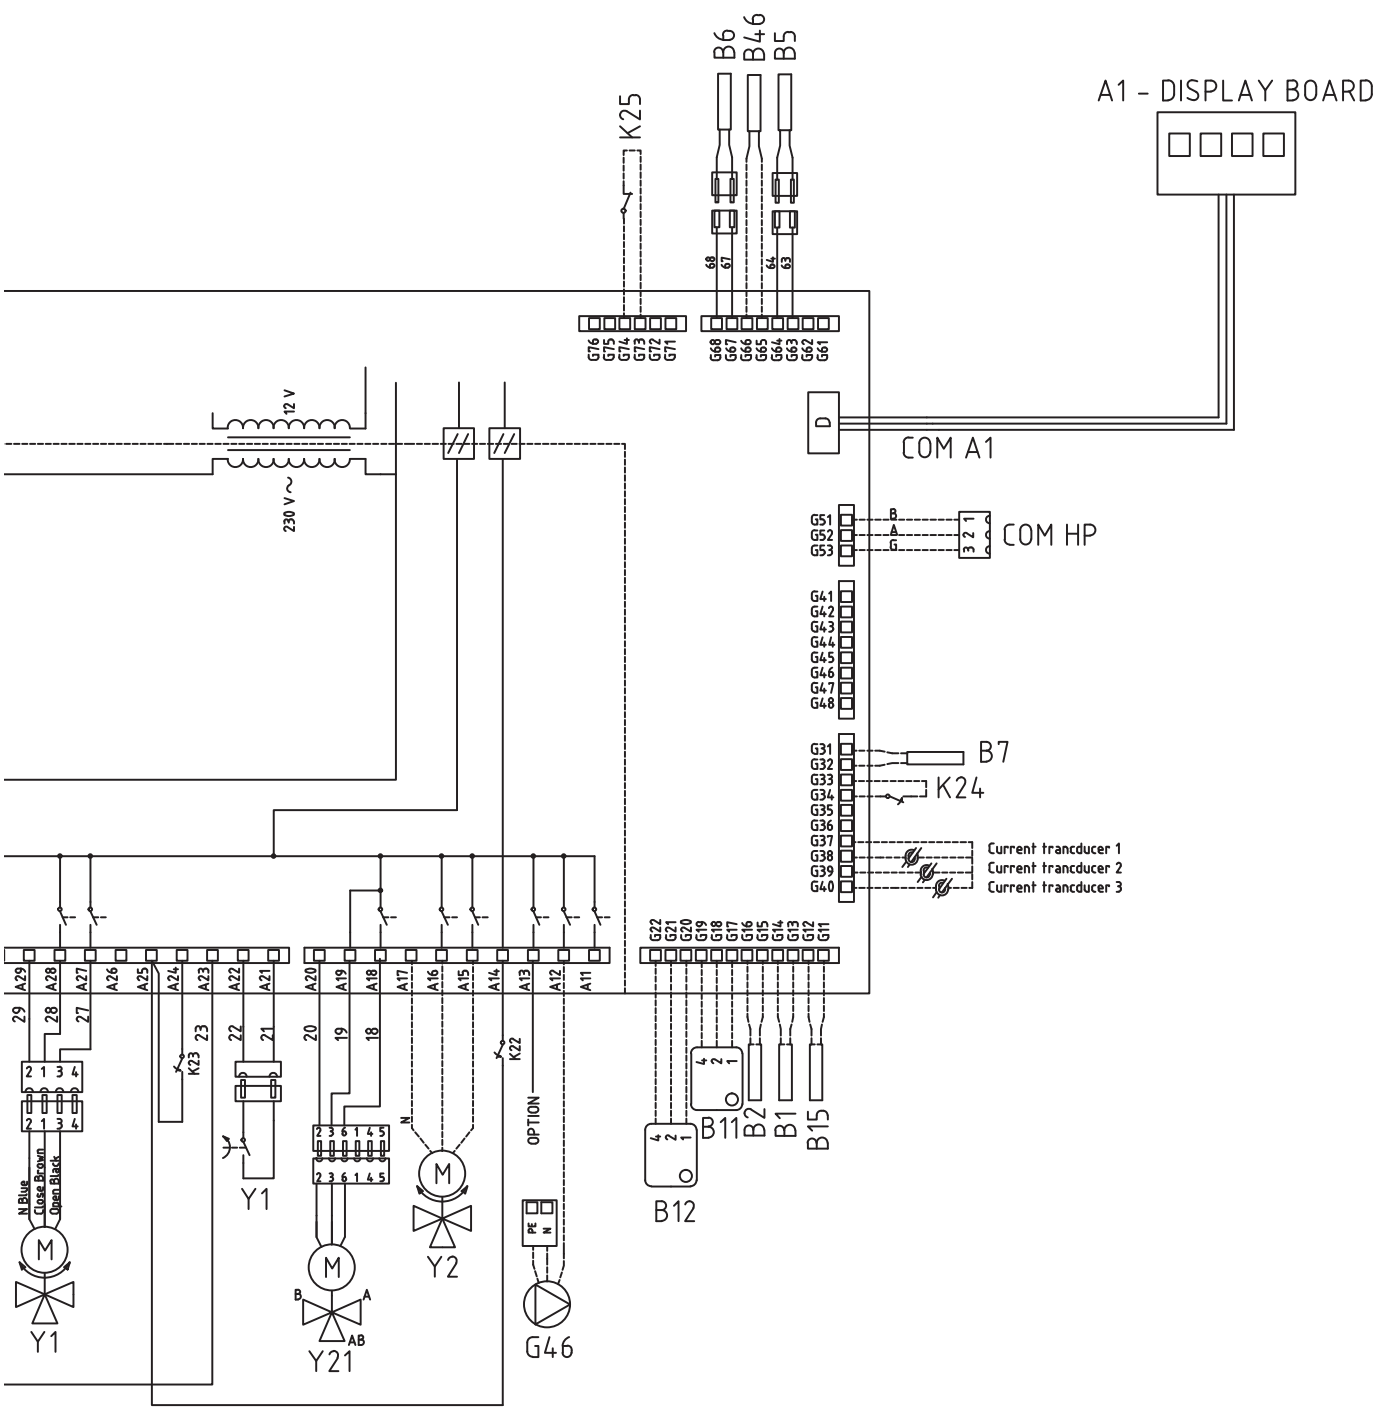 B6
B46
B5
K25
A1 - DISPLAY BOARD
68
67
64
63
G76
G75
G74
G73
G72
G71
G68
G67
G66
G65
G64
G63
G62
G61
12 V
230 V ~
D
COM A1
G51
G52
G53
B
A
G
1
2
3
COM HP
G41
G42
G43
G44
G45
G46
G47
G48
G31
G32
G33
G34
G35
G36
G37
G38
G39
G40
B7
K24
Current trancducer 1
Current trancducer 2
Current trancducer 3
G22
G21
G20
G19
G18
G17
G16
G15
G14
G13
G12
G11
A29
A28
A27
A26
A25
A24
A23
A22
A21
A20
A19
A18
A17
A16
A15
A14
A13
A12
A11
29
28
27
23
22
21
20
19
18
K23
K22
2 1 3 4
2 1 3 4
N Blue
Close Brown
Open Black
M
Y1
Y1
2 3 6 1 4 5
2 3 6 1 4 5
M
B
A
AB
Y21
N
M
Y2
OPTION
PE
N
G46
4
2
1
B11
4
2
1
B12
B2
B1
B15